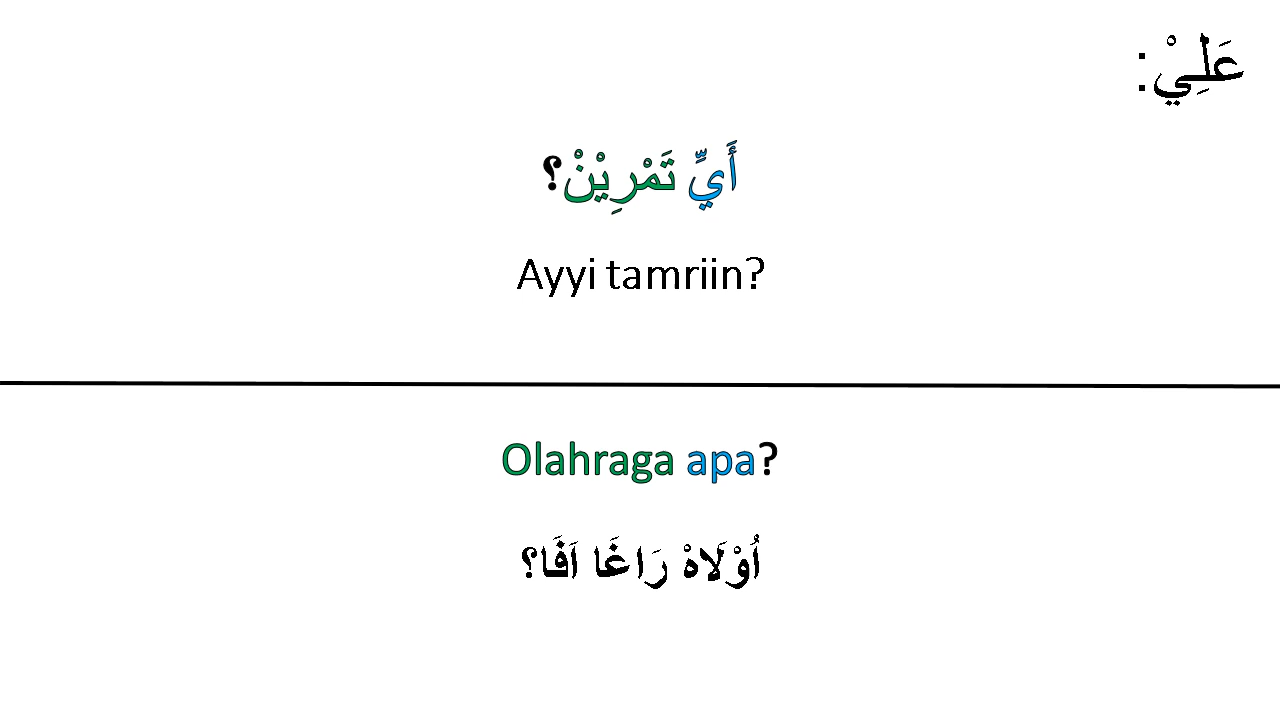 عَلِيْ:
أَيِّ تَمْرِيْنْ؟
Ayyi tamriin?
Olahraga apa?
اُوْلَاهْ رَاغَا اَفَا؟